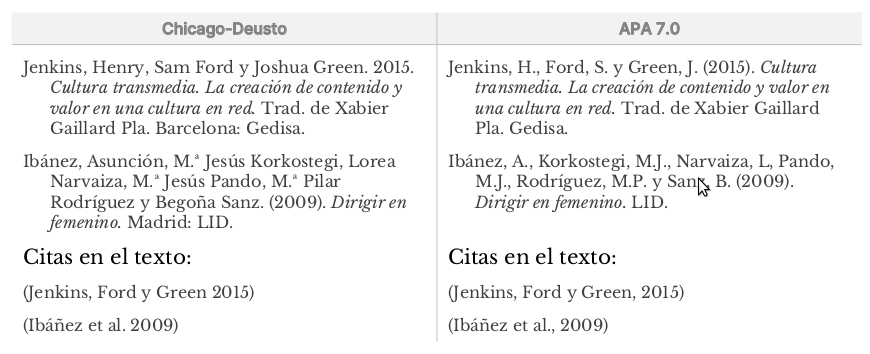 Chicago-Deusto
Jenkins, Henry, Sam Ford y Joshua Green. 2015.
Cultura transmedia. La creación de contenido y
valor en una cultura en red. Trad. de Xabier
Gaillard Pla. Barcelona: Gedisa.
Ibánez, Asunción, M.ª Jesús Korkostegi, Lorea
Narvaiza, M.ª Jesús Pando, M.ª Pilar
Rodríguez y Begoña Sanz. (2009). Dirigir en
femenino. Madrid: LID.
Citas en el texto:
(Jenkins, Ford y Green 2015)
(Ibáñez et al. 2009)
APA 7.0
Jenkins, H., Ford, S. y Green, J. (2015). Cultura
transmedia. La creación de contenido y valor en
una cultura en red. Trad. de Xabier Gaillard
Pla. Gedisa.
Ibánez, A., Korkostegi, M.J., Narvaiza, L, Pando,
M.J., Rodríguez, M.P. y Sanz, B. (2009).
Dirigir en femenino. LID.
Citas en el texto:
(Jenkins, Ford y Green, 2015)
(Ibáñez et al., 2009)